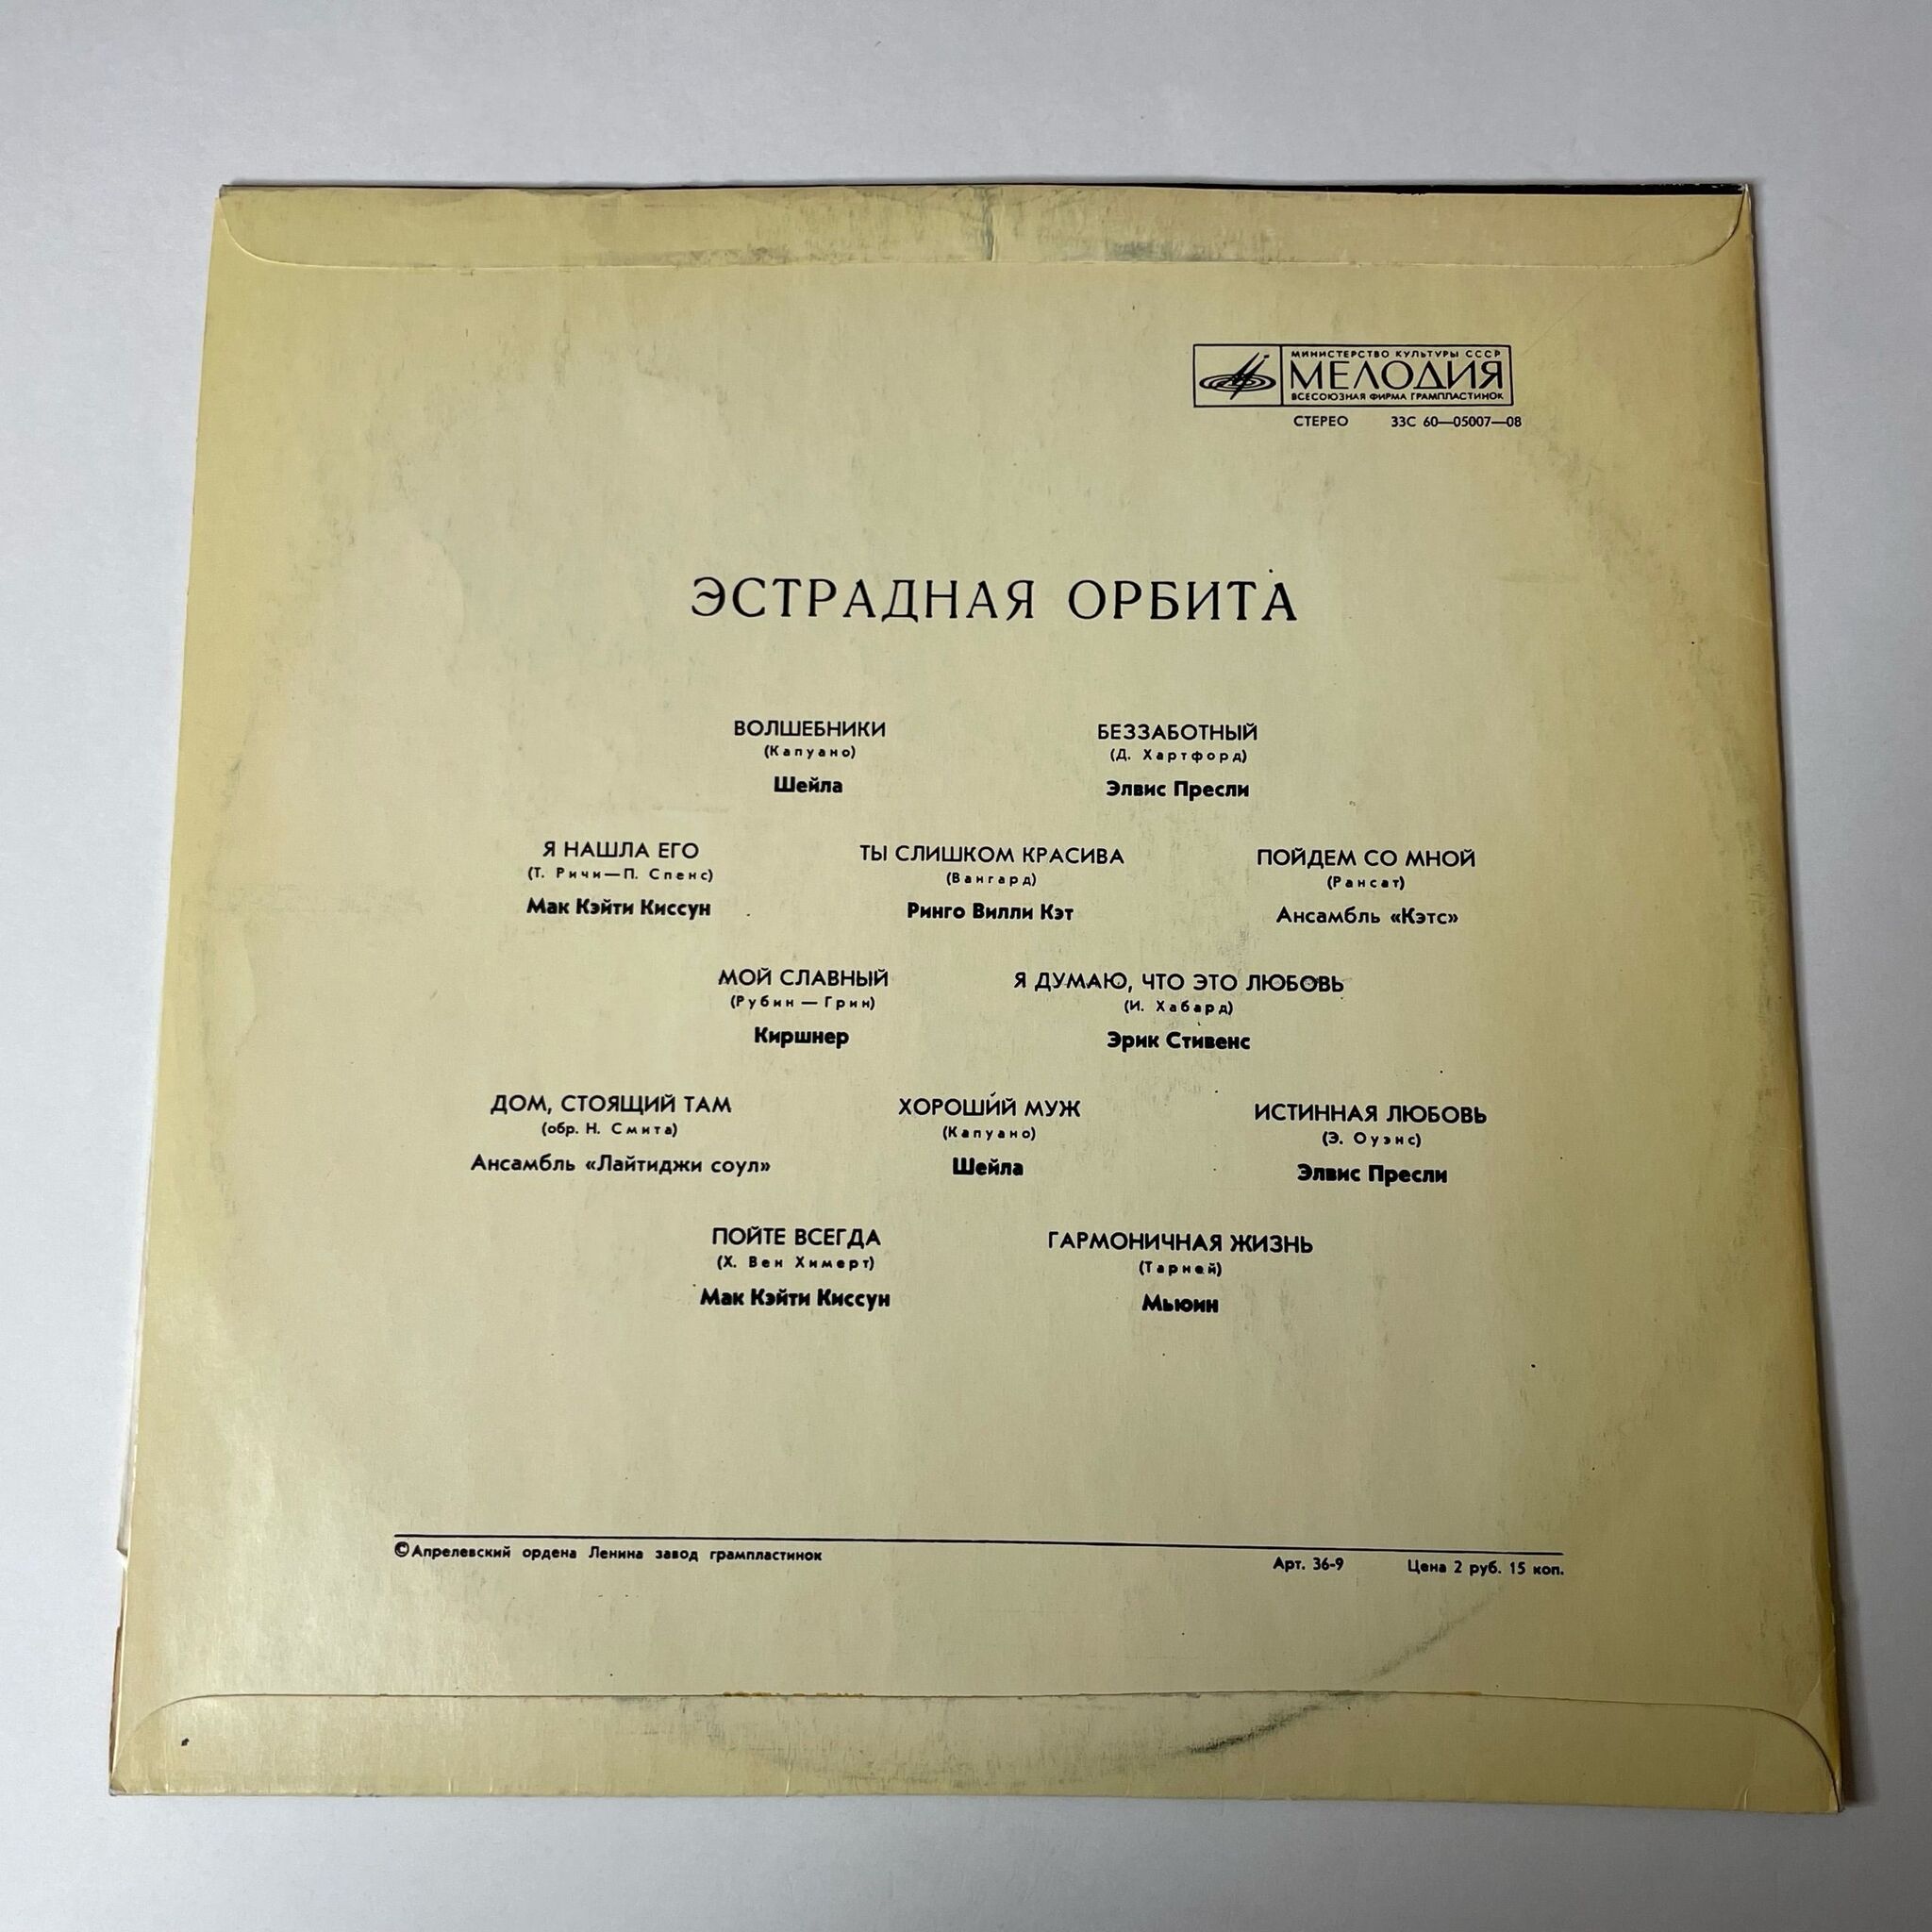 МИНИСТЕРСТВО КУЛЬТУРЫ СССР
МЕЛОДИЯ
ВСЕСОЮЗНАЯ ФИРМА ГРАМПЛАСТИНОК
СТЕРЕО 33С 60—05007—08
ЭСТРАДНАЯ ОРБИТА
ВОЛШЕБНИКИ
(Капуано)
Шейла
БЕЗЗАБОТНЫЙ
(Д. Хартфорд)
Элвис Пресли
Я НАШЛА ЕГО
(Т. Ричи—П. Спенс)
Мак Кэйти Киссун
ТЫ СЛИШКОМ КРАСИВА
(Вангард)
Ринго Вилли Кэт
ПОЙДЕМ СО МНОЙ
(Рансат)
Ансамбль «Кэтс»
МОЙ СЛАВНЫЙ
(Рубин — Грин)
Киршнер
Я ДУМАЮ, ЧТО ЭТО ЛЮБОВЬ
(И. Хабард)
Эрик Стивенс
ДОМ, СТОЯЩИЙ ТАМ
(обр. Н. Смита)
Ансамбль «Лайтиджи соул»
ХОРОШИЙ МУЖ
(Капуано)
Шейла
ИСТИННАЯ ЛЮБОВЬ
(Э. Оуэнс)
Элвис Пресли
ПОЙТЕ ВСЕГДА
(Х. Вен Химерт)
Мак Кэйти Киссун
ГАРМОНИЧНАЯ ЖИЗНЬ
(Тарней)
Мьюин
©Апрелевский ордена Ленина завод грампластинок
Арт. 36-9 Цена 2 руб. 15 коп.